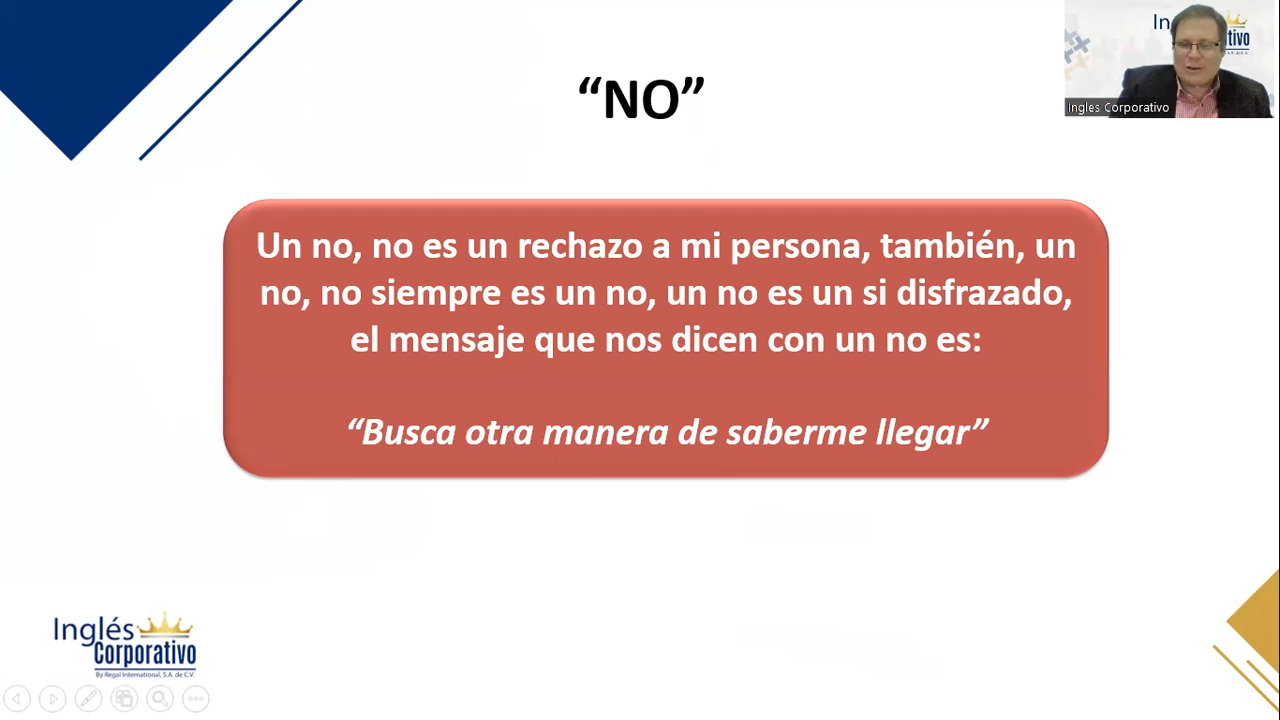 “NO”
Un no, no es un rechazo a mi persona, también, un
no, no siempre es un no, un no es un si disfrazado,
el mensaje que nos dicen con un no es:
“Busca otra manera de saberme llegar”
Inglés Corporativo
Inglés
Corporativo
By Regal International, S.A. de C.V.